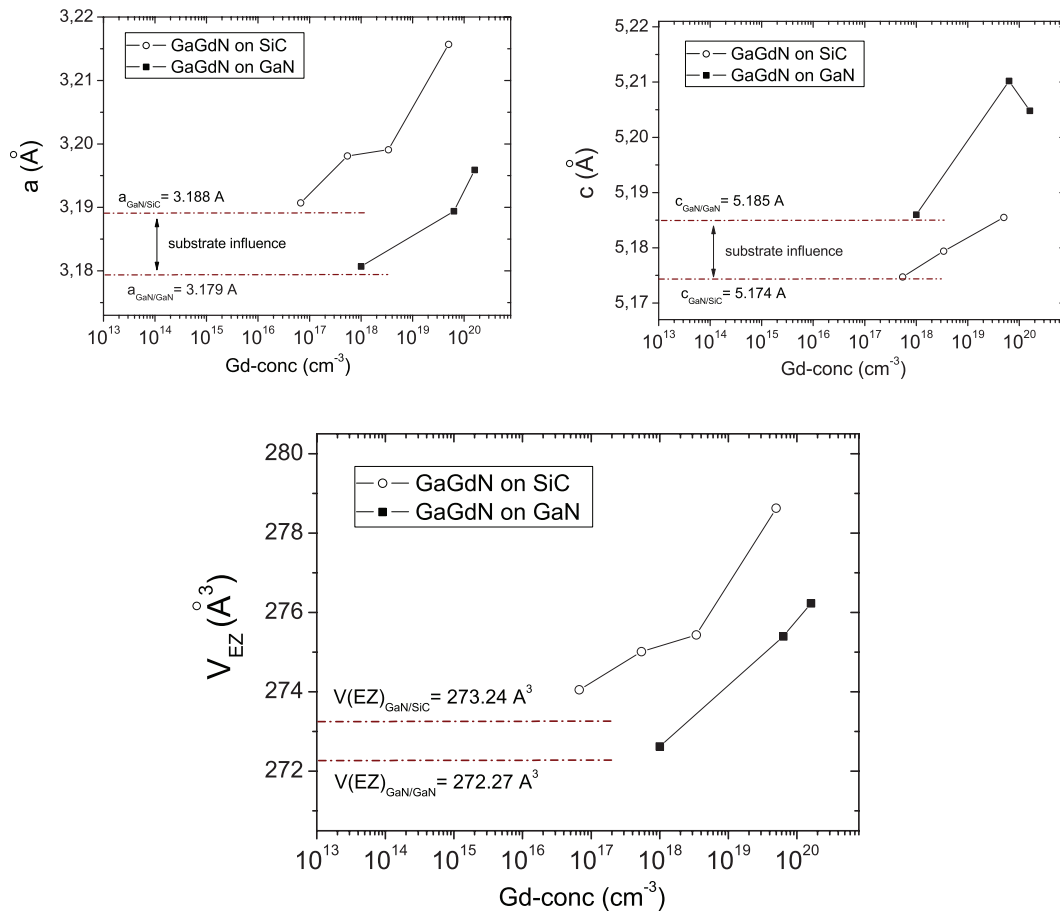 3,22
3,21
3,20
3,19
3,18
a (Å)
GaGdN on SiC
GaGdN on GaN
a_GaN/SiC = 3.188 A
substrate influence
a_GaN/GaN = 3.179 A
10^13 10^14 10^15 10^16 10^17 10^18 10^19 10^20
Gd-conc (cm^-3)
5,22
5,21
5,20
5,19
5,18
5,17
c (Å)
GaGdN on SiC
GaGdN on GaN
c_GaN/GaN = 5.185 A
substrate influence
c_GaN/SiC = 5.174 A
10^13 10^14 10^15 10^16 10^17 10^18 10^19 10^20
Gd-conc (cm^-3)
280
278
276
274
272
V_EZ (Å^3)
GaGdN on SiC
GaGdN on GaN
V(EZ)_GaN/SiC = 273.24 A^3
V(EZ)_GaN/GaN = 272.27 A^3
10^13 10^14 10^15 10^16 10^17 10^18 10^19 10^20
Gd-conc (cm^-3)